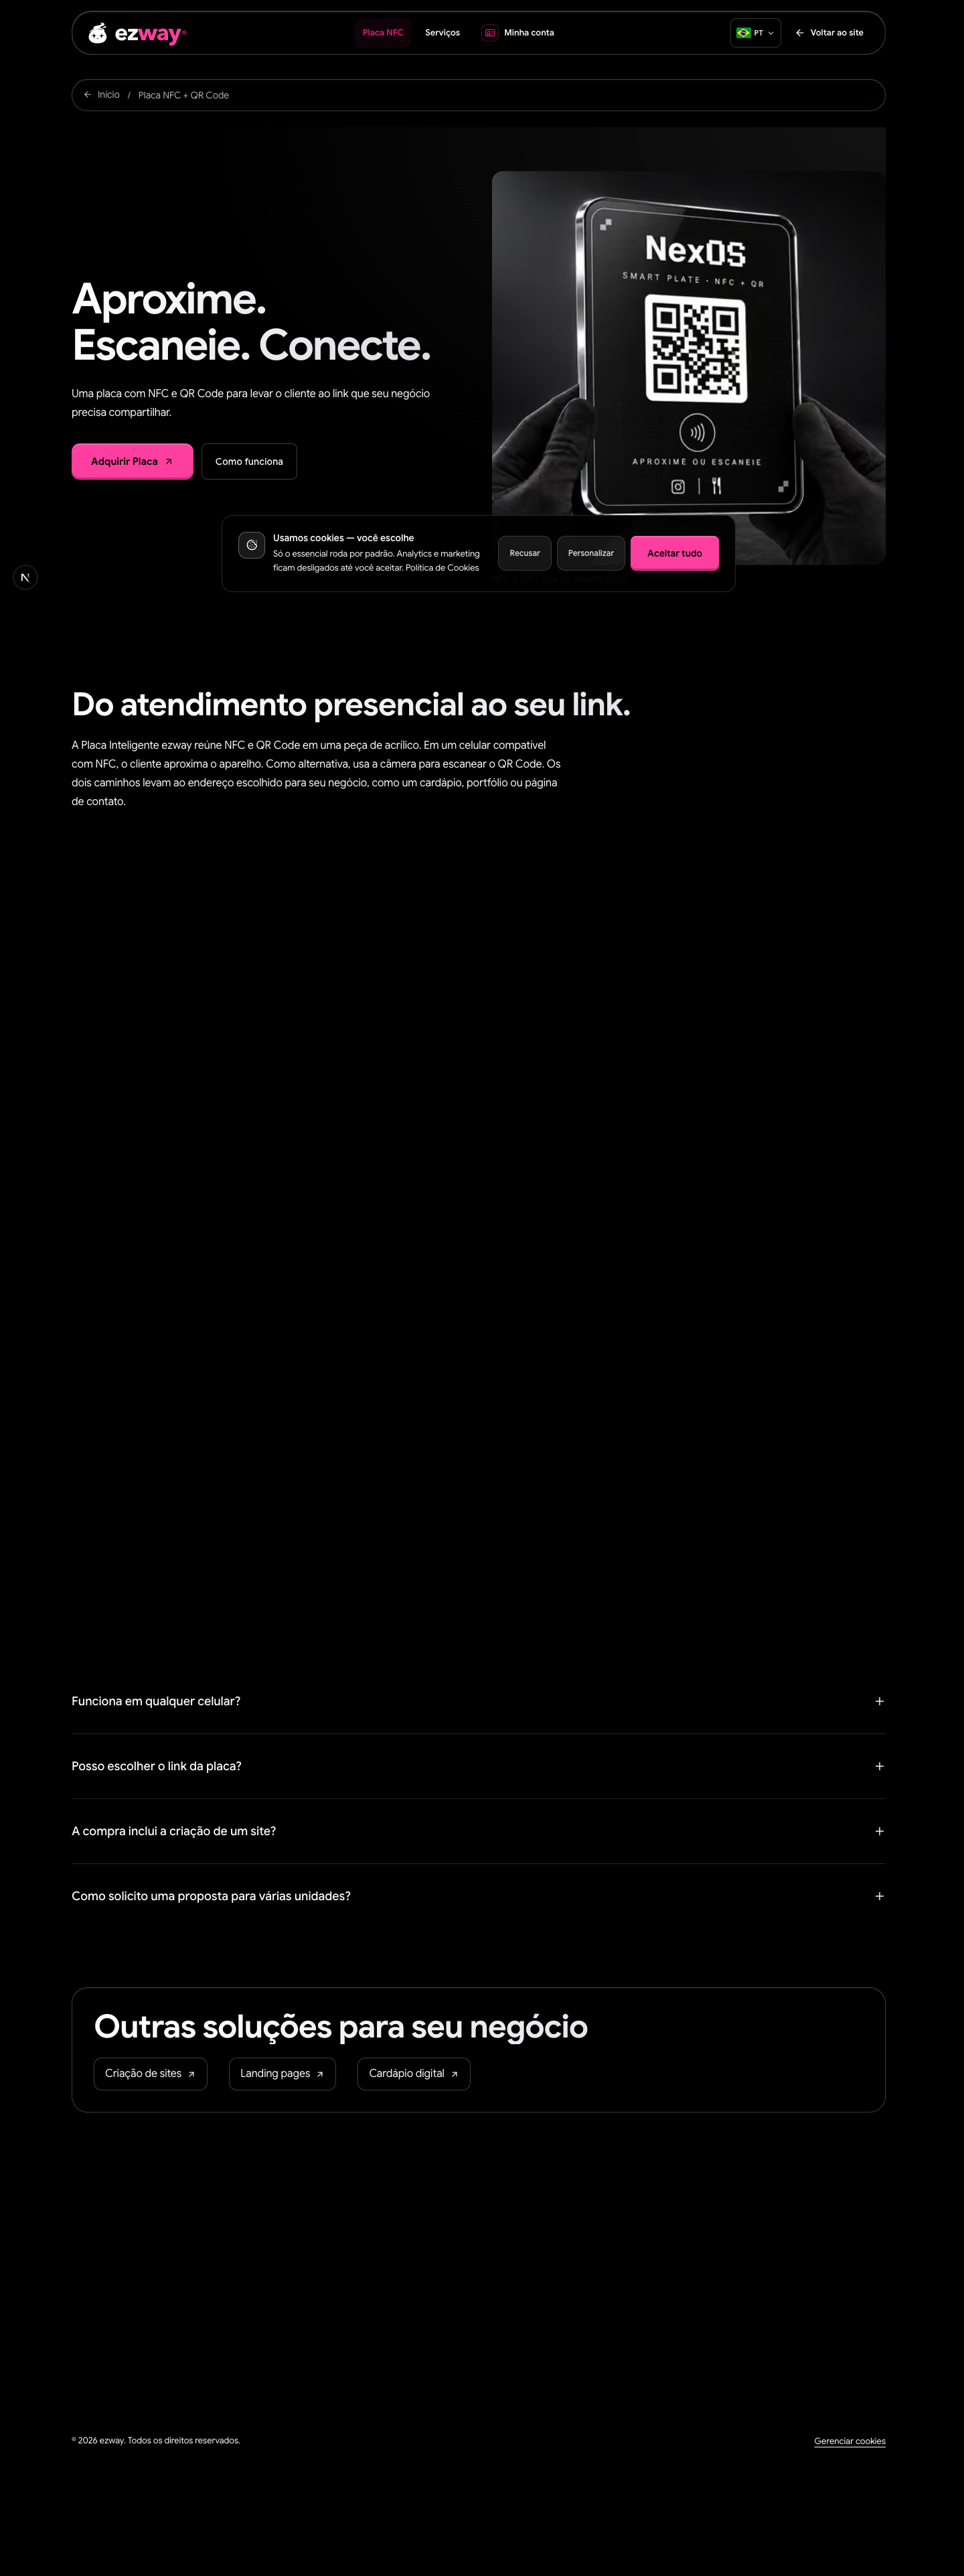 ezway®
Placa NFC
Serviços
Minha conta
PT
Voltar ao site
Início / Placa NFC + QR Code
NexOS
SMART PLATE - NFC + QR
APROXIME OU ESCANEIE
Aproxime.
Escaneie. Conecte.
Uma placa com NFC e QR Code para levar o cliente ao link que seu negócio
precisa compartilhar.
Adquirir Placa
Como funciona
Usamos cookies — você escolhe
Só o essencial roda por padrão. Analytics e marketing
ficam desligados até você aceitar. Política de Cookies
Recusar
Personalizar
Aceitar tudo
N
Do atendimento presencial ao seu link.
A Placa Inteligente ezway reúne NFC e QR Code em uma peça de acrílico. Em um celular compatível
com NFC, o cliente aproxima o aparelho. Como alternativa, usa a câmera para escanear o QR Code. Os
dois caminhos levam ao endereço escolhido para seu negócio, como um cardápio, portfólio ou página
de contato.
Funciona em qualquer celular?
Posso escolher o link da placa?
A compra inclui a criação de um site?
Como solicito uma proposta para várias unidades?
Outras soluções para seu negócio
Criação de sites
Landing pages
Cardápio digital
© 2026 ezway. Todos os direitos reservados.
Gerenciar cookies